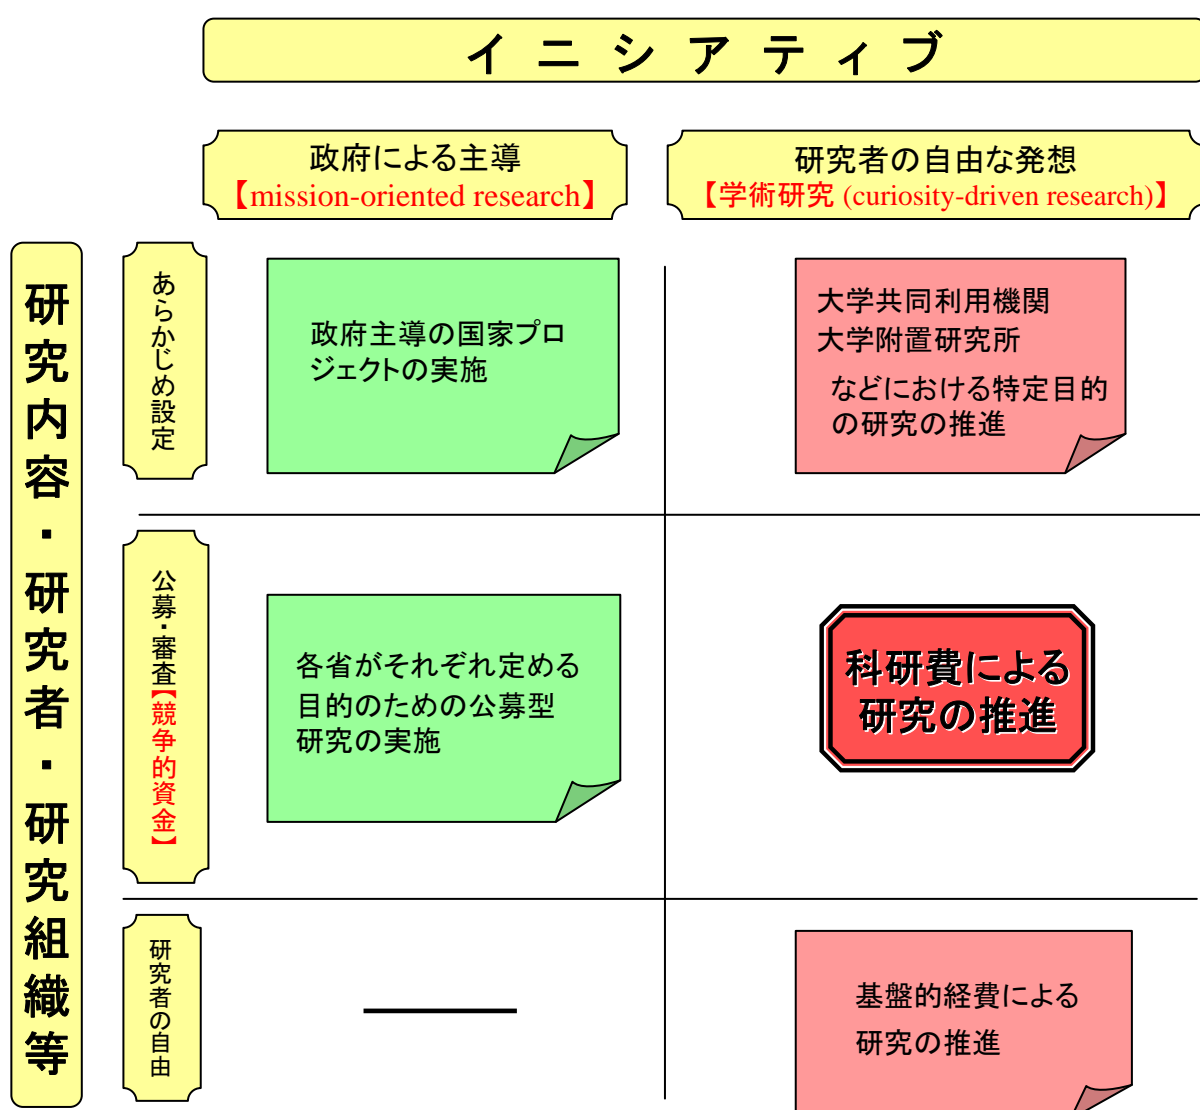 イニシアティブ
政府による主導
【mission-oriented research】
研究者の自由な発想
【学術研究 (curiosity-driven research)】
研究内容・研究者・研究組織等
あらかじめ設定
政府主導の国家プロ
ジェクトの実施
大学共同利用機関
大学附置研究所
などにおける特定目的
の研究の推進
公募・審査【競争的資金】
各省がそれぞれ定める
目的のための公募型
研究の実施
科研費による
研究の推進
研究者の自由
基盤的経費による
研究の推進